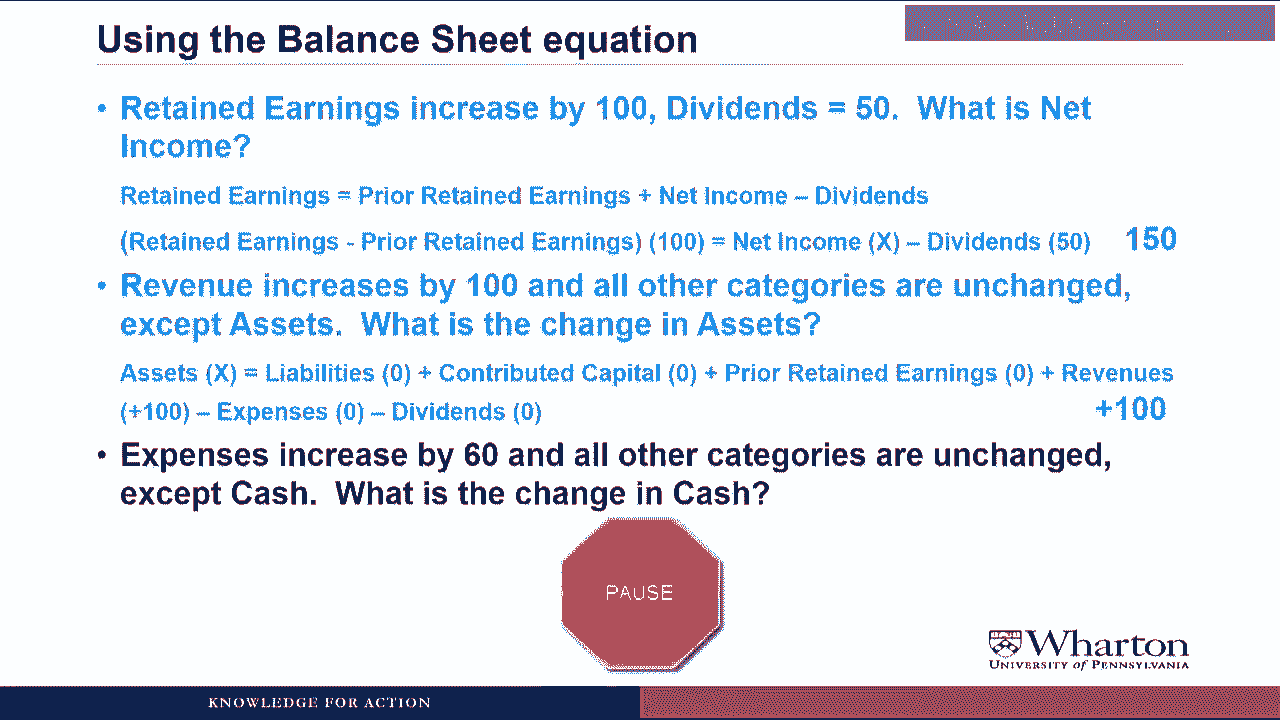 Using the Balance Sheet equation
• Retained Earnings increase by 100, Dividends = 50. What is Net
Income?
Retained Earnings = Prior Retained Earnings + Net Income – Dividends
(Retained Earnings - Prior Retained Earnings) (100) = Net Income (X) – Dividends (50) 150
• Revenue increases by 100 and all other categories are unchanged,
except Assets. What is the change in Assets?
Assets (X) = Liabilities (0) + Contributed Capital (0) + Prior Retained Earnings (0) + Revenues
(+100) – Expenses (0) – Dividends (0) +100
• Expenses increase by 60 and all other categories are unchanged,
except Cash. What is the change in Cash?
PAUSE
Wharton
UNIVERSITY of PENNSYLVANIA
KNOWLEDGE FOR ACTION